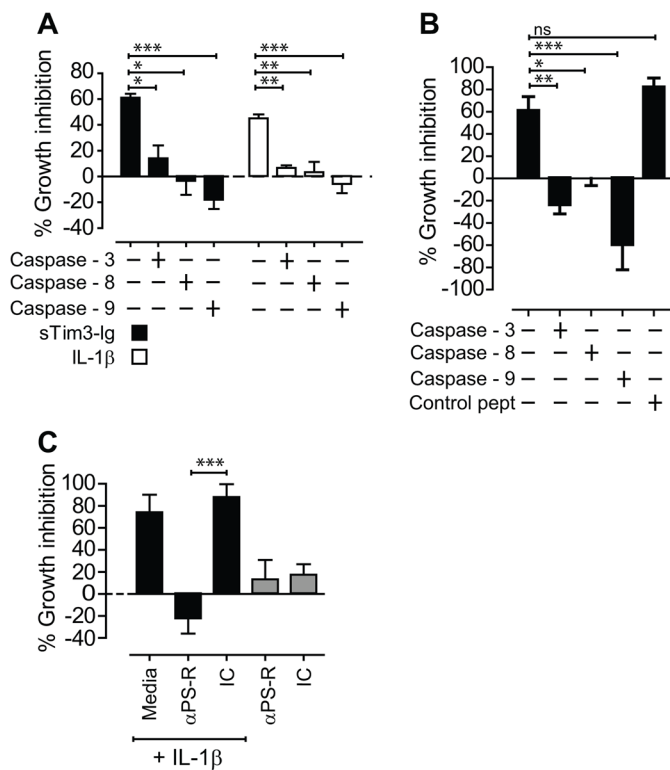 A
***
*
*
***
**
**
% Growth inhibition
80
60
40
20
0
-20
-40
Caspase - 3 – + – – – + – –
Caspase - 8 – – + – – – + –
Caspase - 9 – – – + – – – +
sTim3-Ig
IL-1β
B
ns
***
*
**
% Growth inhibition
80
60
40
20
0
-20
-40
-60
-80
-100
Caspase - 3 – + – – –
Caspase - 8 – – + – –
Caspase - 9 – – – + –
Control pept – – – – +
C
***
% Growth inhibition
100
80
60
40
20
0
-20
-40
Media
αPS-R
IC
αPS-R
IC
+ IL-1β